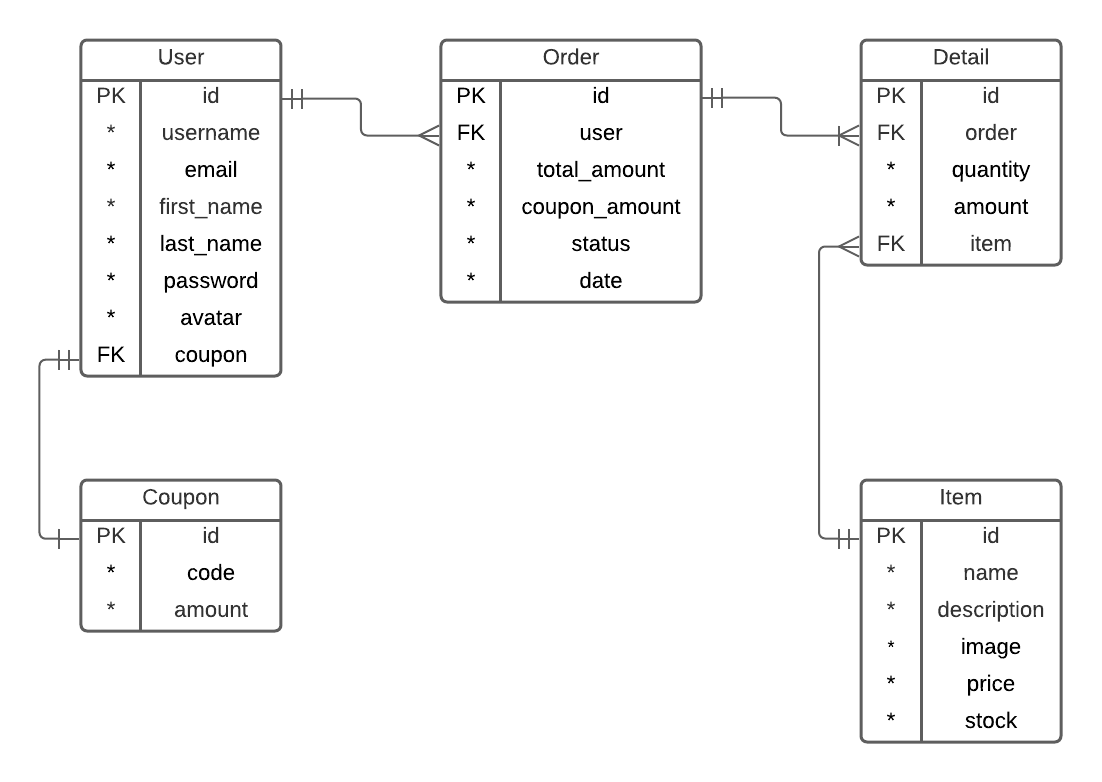 User
PK id
* username
* email
* first_name
* last_name
* password
* avatar
FK coupon
Order
PK id
FK user
* total_amount
* coupon_amount
* status
* date
Detail
PK id
FK order
* quantity
* amount
FK item
Coupon
PK id
* code
* amount
Item
PK id
* name
* description
* image
* price
* stock